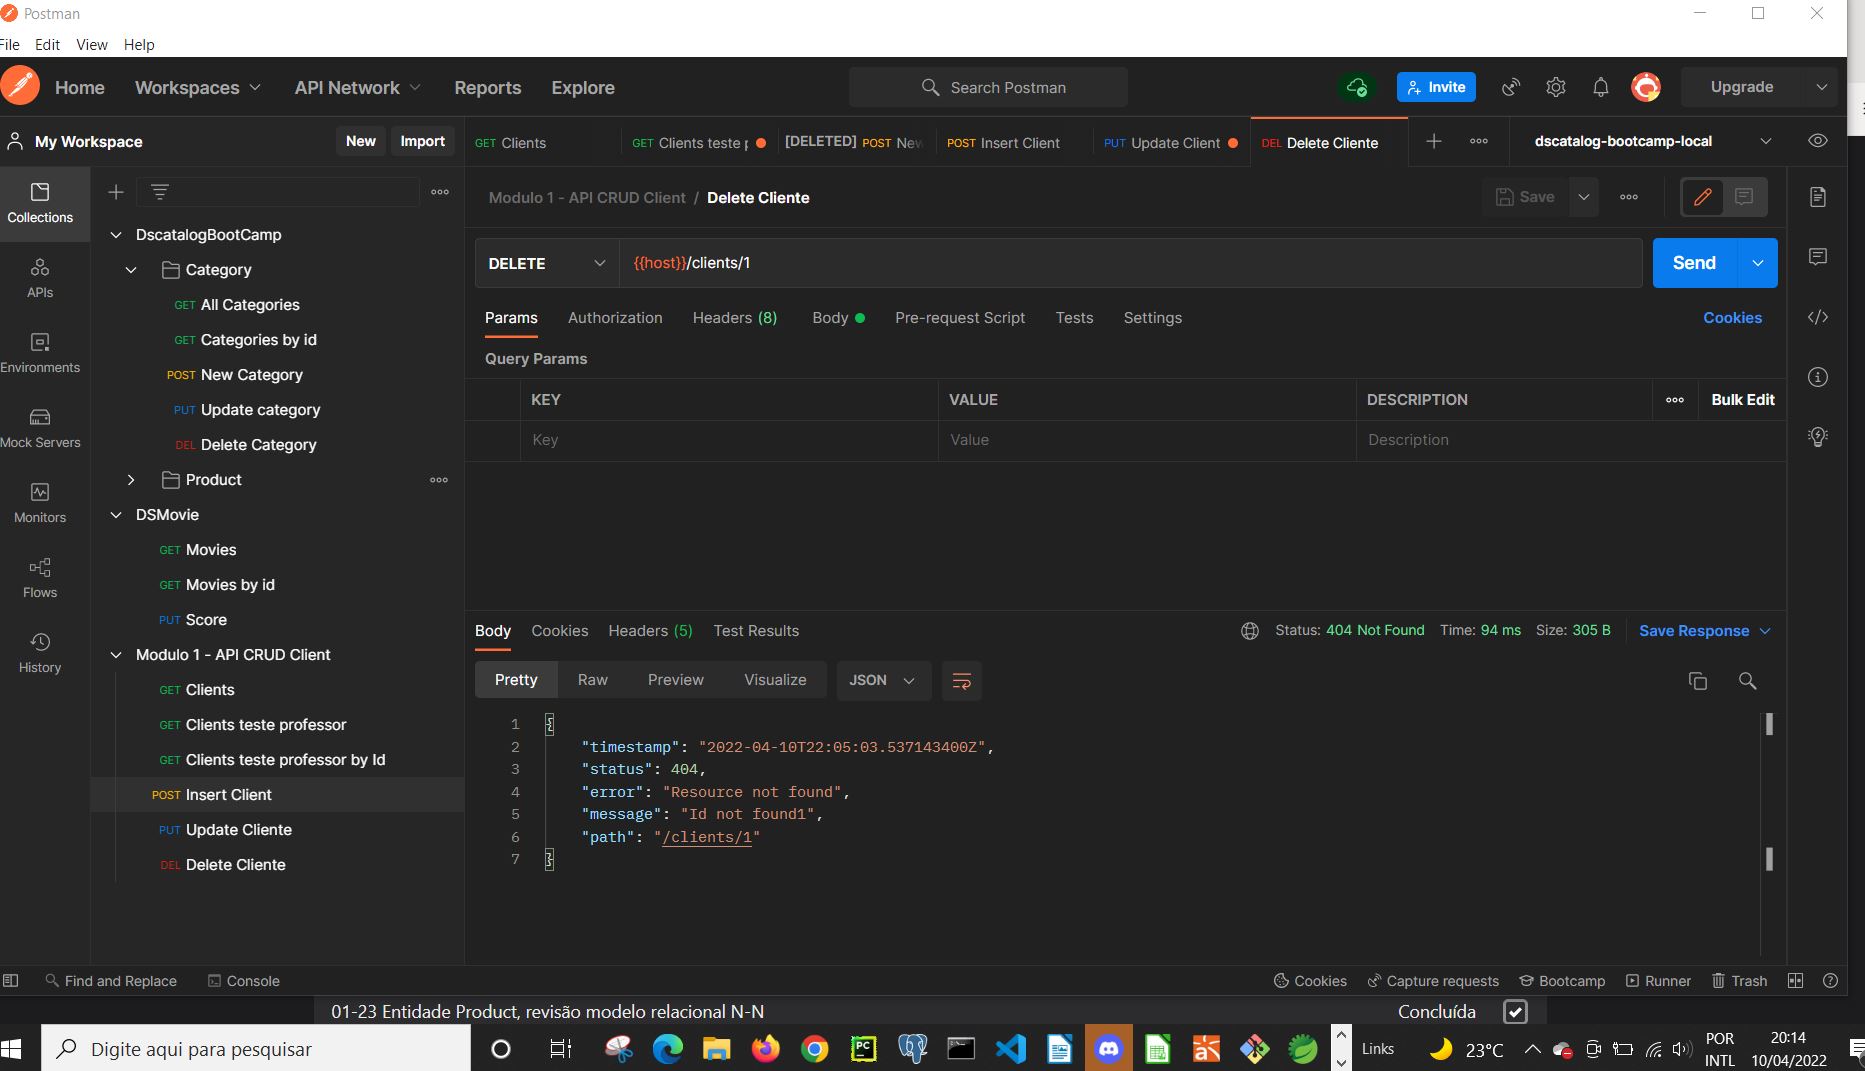 Postman
File Edit View Help
Home Workspaces API Network Reports Explore Search Postman Invite Upgrade
My Workspace New Import
GET Clients GET Clients teste p [DELETED] POST New POST Insert Client PUT Update Client DEL Delete Cliente dscatalog-bootcamp-local
Modulo 1 - API CRUD Client / Delete Cliente Save
DELETE {{host}}/clients/1 Send
Params Authorization Headers (8) Body Pre-request Script Tests Settings Cookies
Query Params
KEY VALUE DESCRIPTION Bulk Edit
Key Value Description
Collections
APIs
Environments
Mock Servers
Monitors
Flows
History
DscatalogBootCamp
Category
GET All Categories
GET Categories by id
POST New Category
PUT Update category
DEL Delete Category
Product
DSMovie
GET Movies
GET Movies by id
PUT Score
Modulo 1 - API CRUD Client
GET Clients
GET Clients teste professor
GET Clients teste professor by Id
POST Insert Client
PUT Update Cliente
DEL Delete Cliente
Body Cookies Headers (5) Test Results Status: 404 Not Found Time: 94 ms Size: 305 B Save Response
Pretty Raw Preview Visualize JSON
1 {
2 "timestamp": "2022-04-10T22:05:03.537143400Z",
3 "status": 404,
4 "error": "Resource not found",
5 "message": "Id not found1",
6 "path": "/clients/1"
7 }
Find and Replace Console Cookies Capture requests Bootcamp Runner Trash
01-23 Entidade Product, revisão modelo relacional N-N Concluída
Digite aqui para pesquisar PC Links 23°C POR 20:14
INTL 10/04/2022